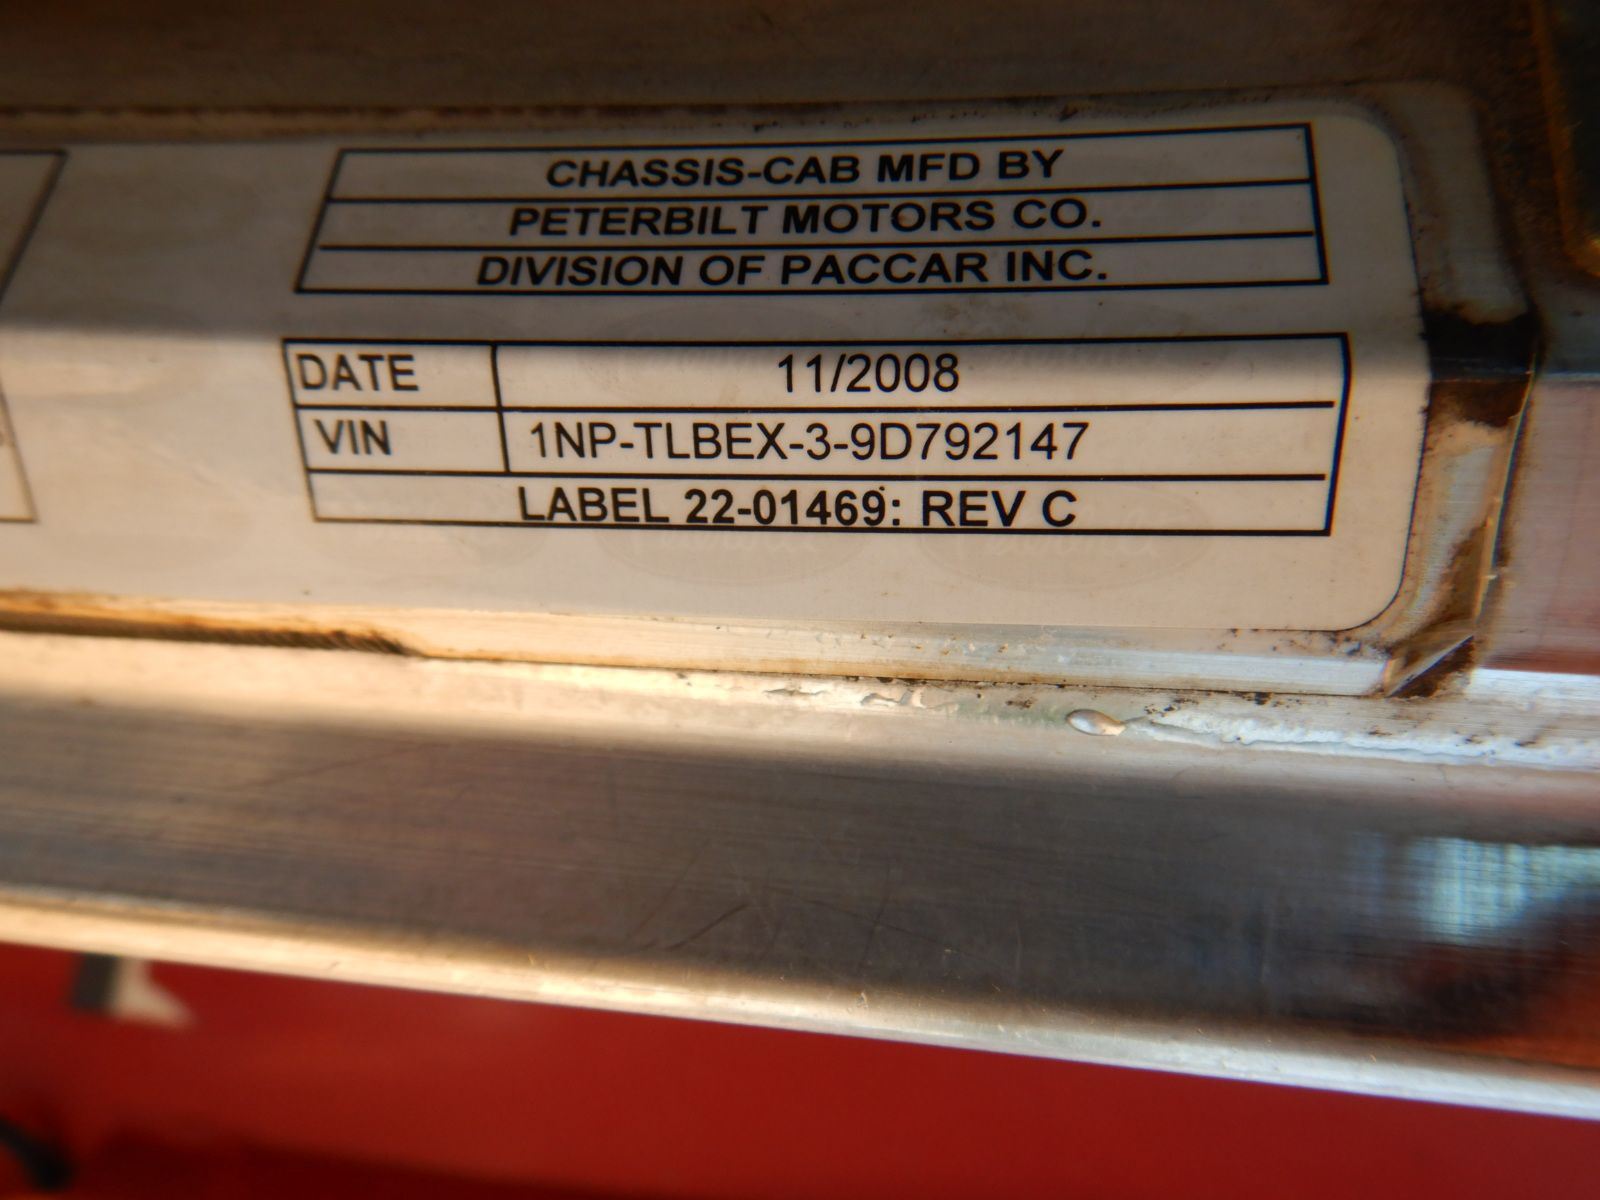 CHASSIS-CAB MFD BY
PETERBILT MOTORS CO.
DIVISION OF PACCAR INC.
DATE 11/2008
VIN 1NP-TLBEX-3-9D792147
LABEL 22-01469: REV C